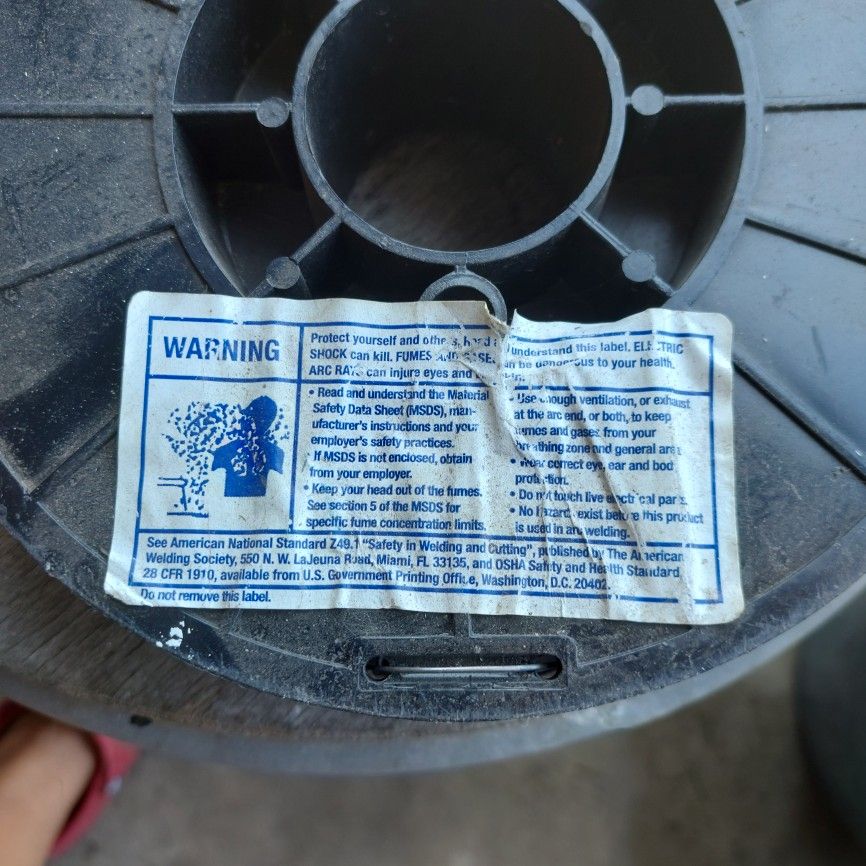 WARNING
Protect yourself and others, understand this label. ELECTRIC
SHOCK can kill. FUMES AND GASES can be dangerous to your health.
ARC RAYS can injure eyes and
• Read and understand the Material
Safety Data Sheet (MSDS), man-
ufacturer's instructions and your
employer's safety practices.
If MSDS is not enclosed, obtain
from your employer.
• Keep your head out of the fumes.
See section 5 of the MSDS for
specific fume concentration limits.
• Use enough ventilation, or exhaust
at the arc end, or both, to keep
fumes and gases from your
breathing zone and general area
• Wear correct eye, ear and body
protection.
• Do not touch live electrical parts.
• No hazard exist before this product
is used in arc welding.
See American National Standard Z49.1 "Safety in Welding and Cutting", published by The American
Welding Society, 550 N. W. LaJeuna Road, Miami, FL 33135, and OSHA Safety and Health Standard
28 CFR 1910, available from U.S. Government Printing Office, Washington, D.C. 20402.
Do not remove this label.